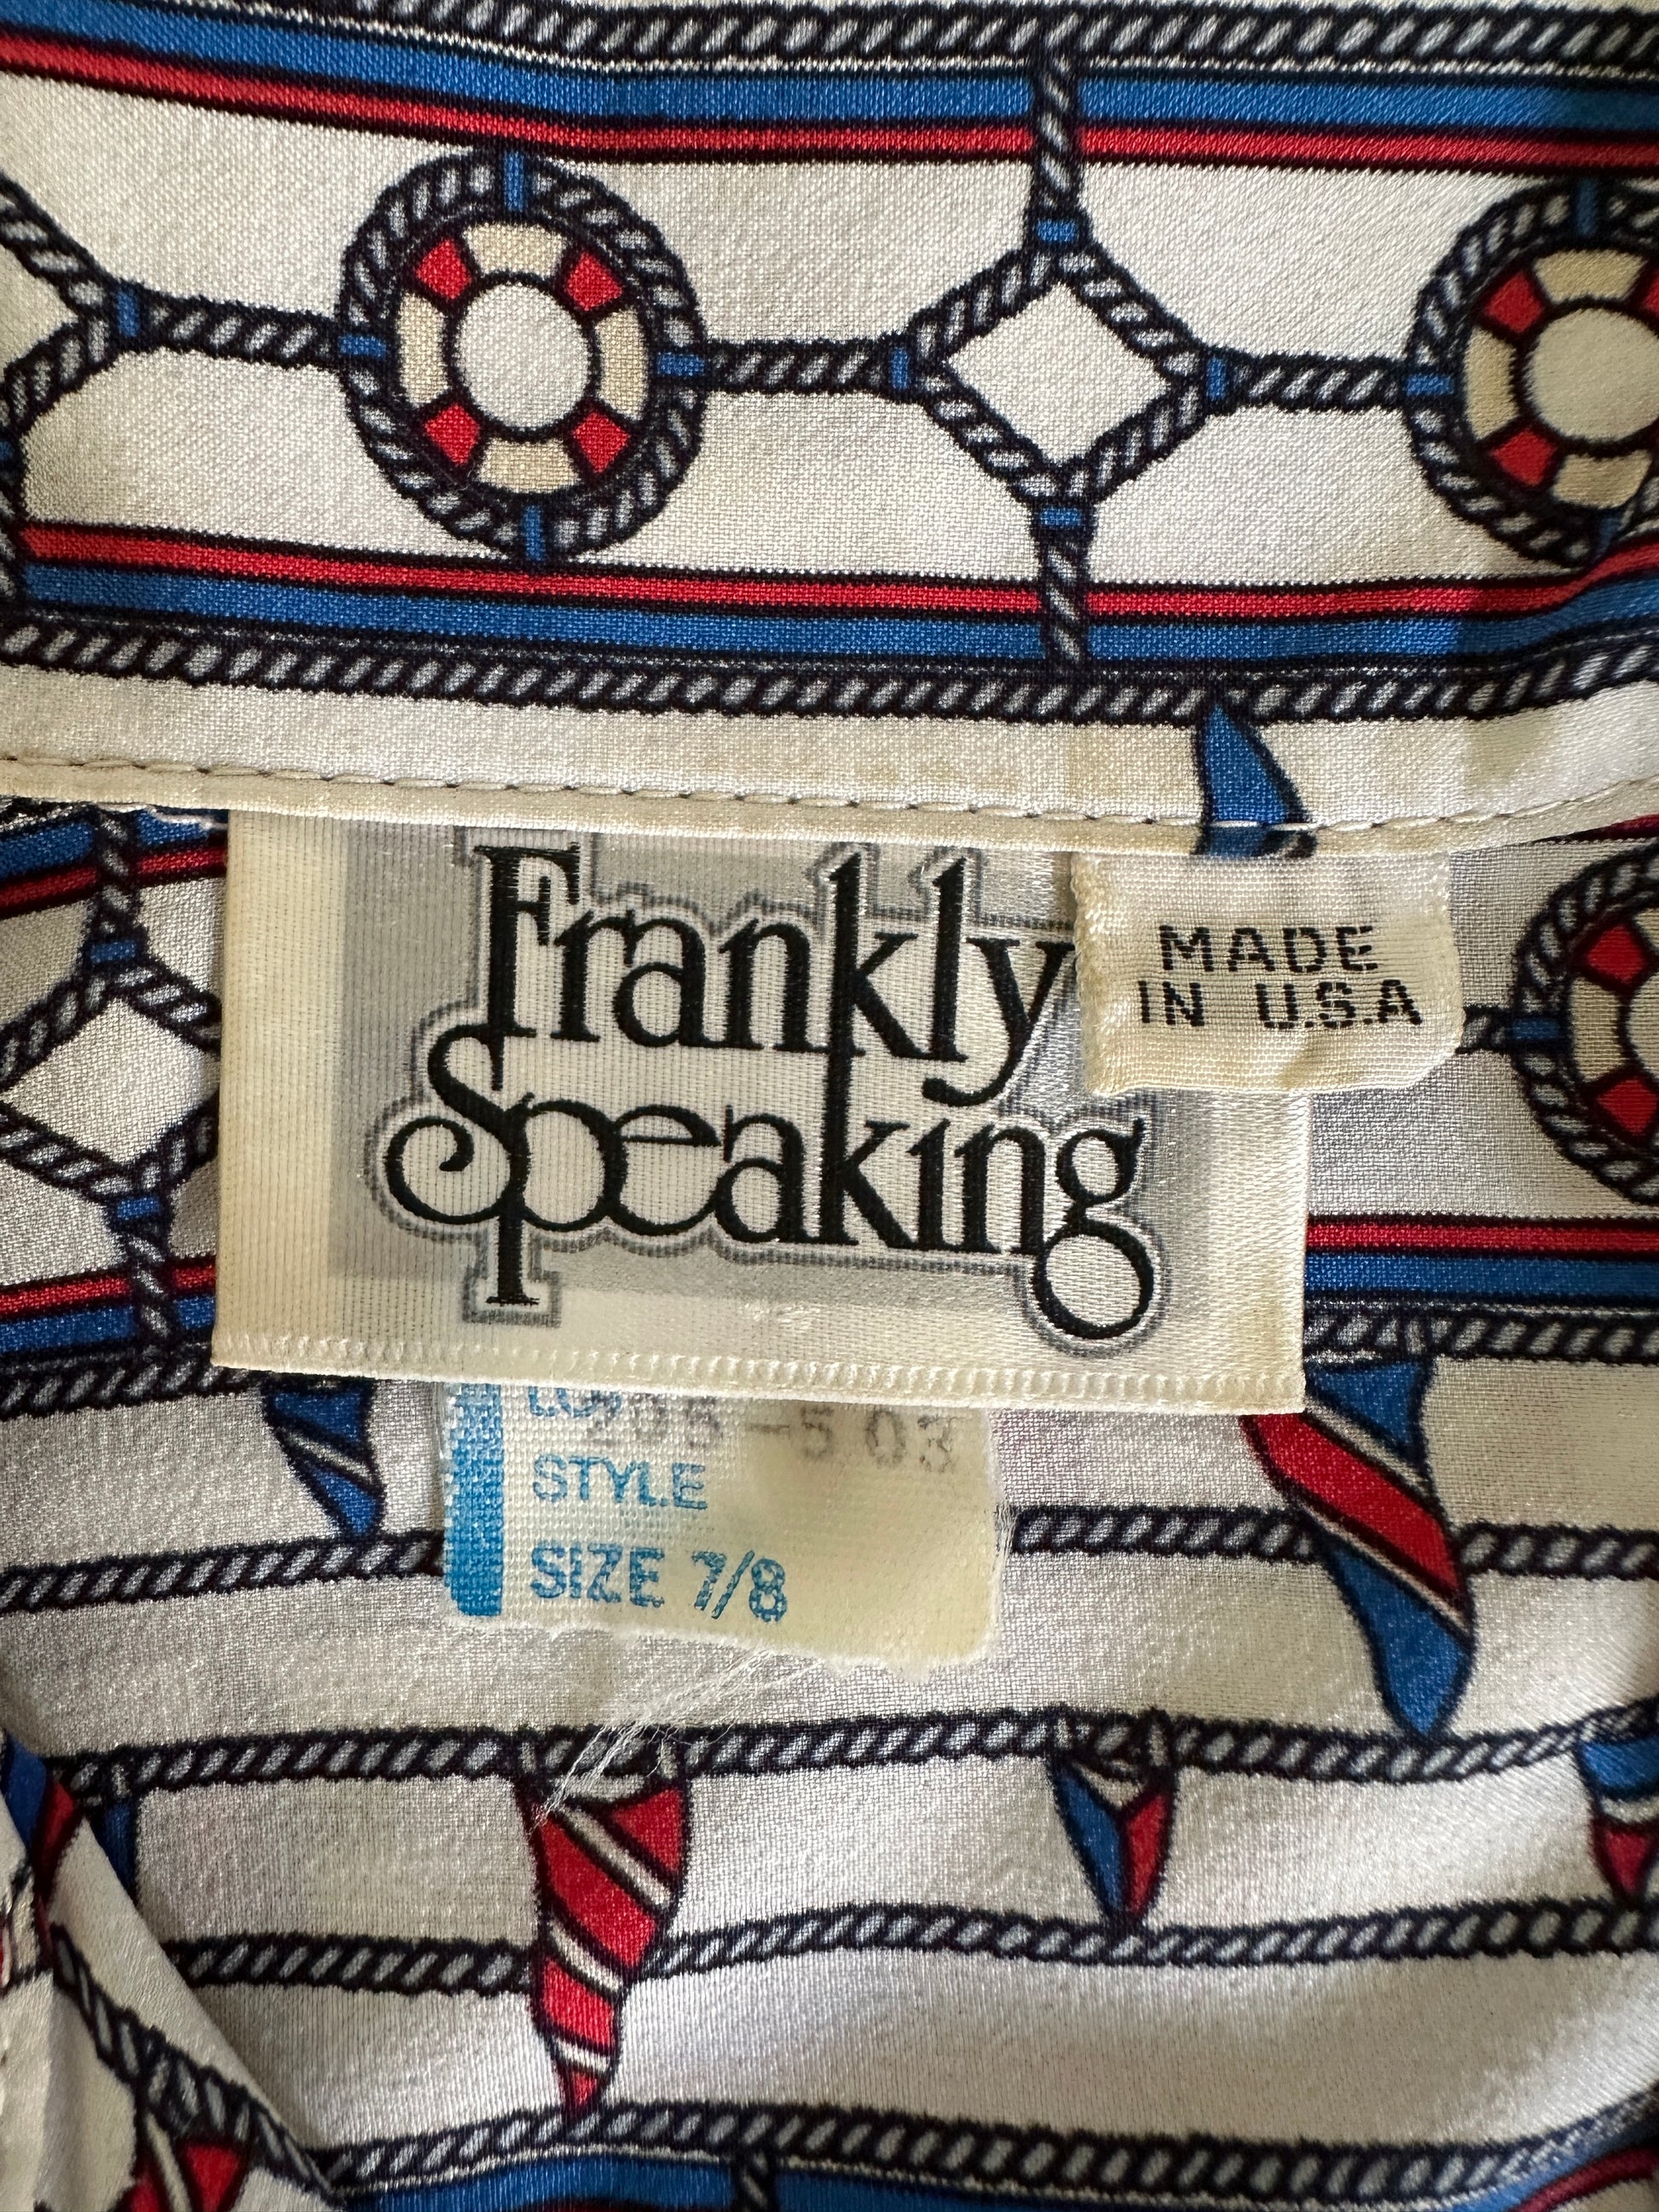 Frankly
Speaking
MADE
IN U.S.A
STYLE
SIZE 7/8